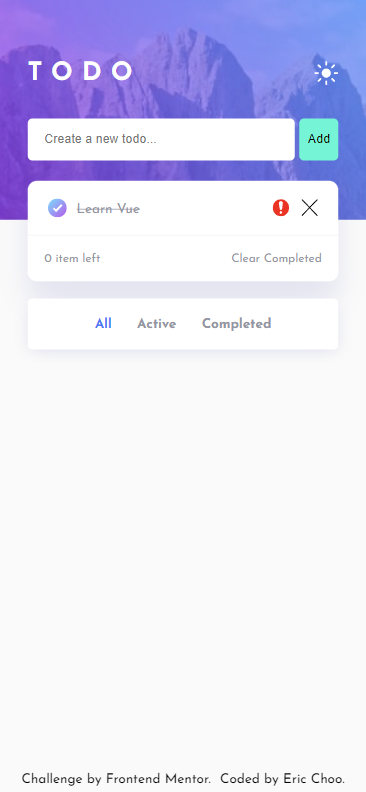 TODO
Create a new todo...
Add
Learn Vue
0 item left
Clear Completed
All Active Completed
Challenge by Frontend Mentor. Coded by Eric Choo.